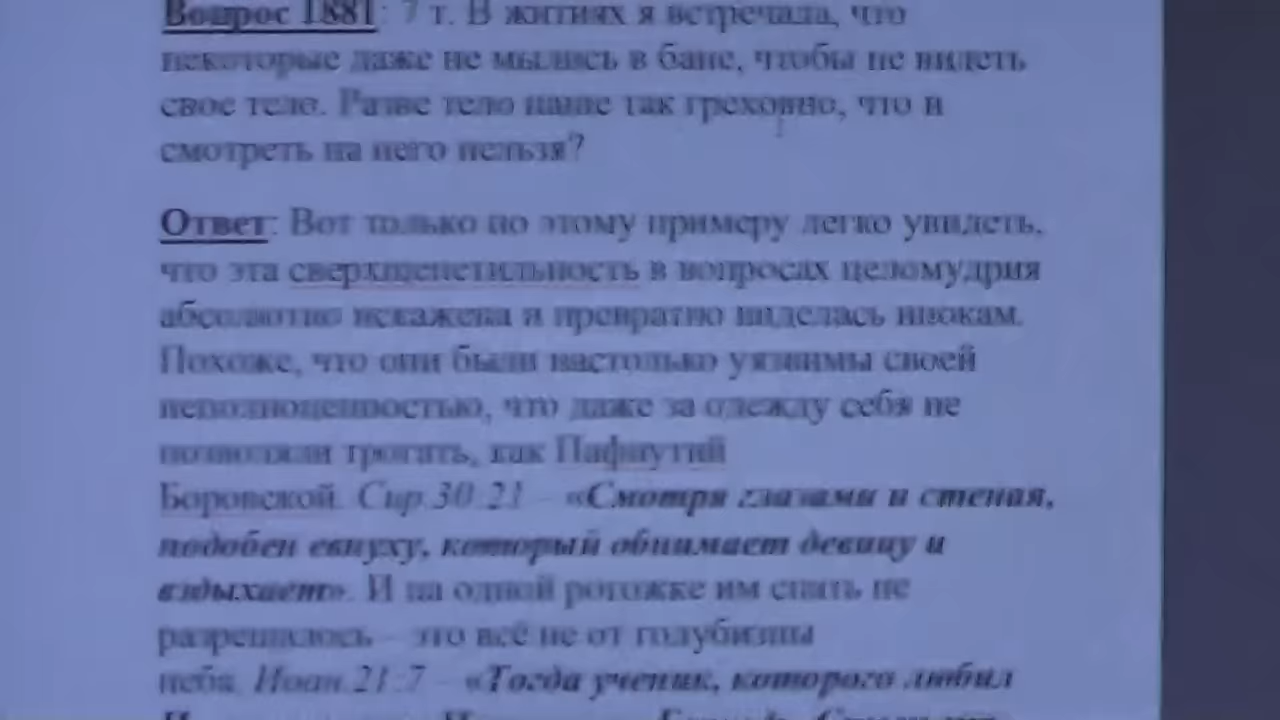 Вопрос 1881: 7 т. В житиях я встречала, что
некоторые даже не мылись в бане, чтобы не видеть
свое тело. Разве тело наше так греховно, что и
смотреть на него нельзя?
Ответ: Вот только по этому примеру легко увидеть,
что эта сверхщепетильность в вопросах целомудрия
абсолютно искажена и превратно виделась инокам.
Похоже, что они были настолько уязвимы своей
неполноценностью, что даже за одежду себя не
позволяли трогать, как Пафнутий
Боровской. Сир.30:21 – «Смотря глазами и стеная,
подобен евнуху, который обнимает девицу и
вздыхает». И на одной рогожке им спать не
разрешалось – это всё не от голубизны
неба. Иоан.21:7 – «Тогда ученик, которого любил